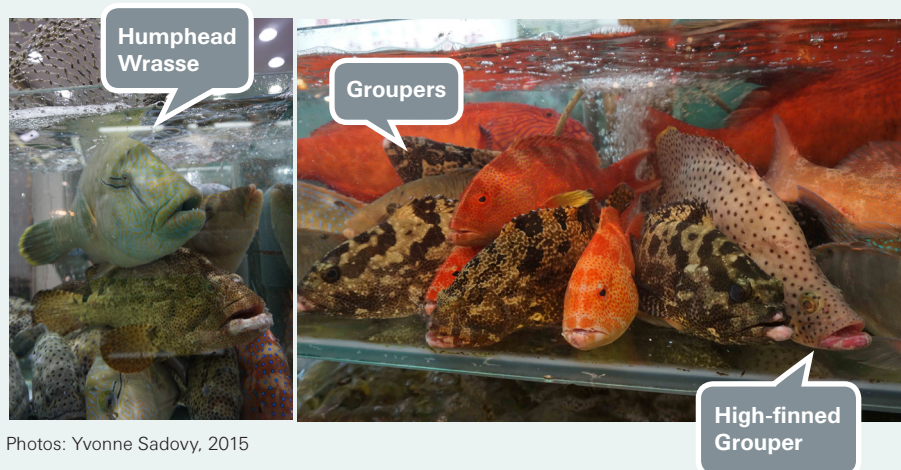 Humphead
Wrasse
Groupers
High-finned
Grouper
Photos: Yvonne Sadovy, 2015